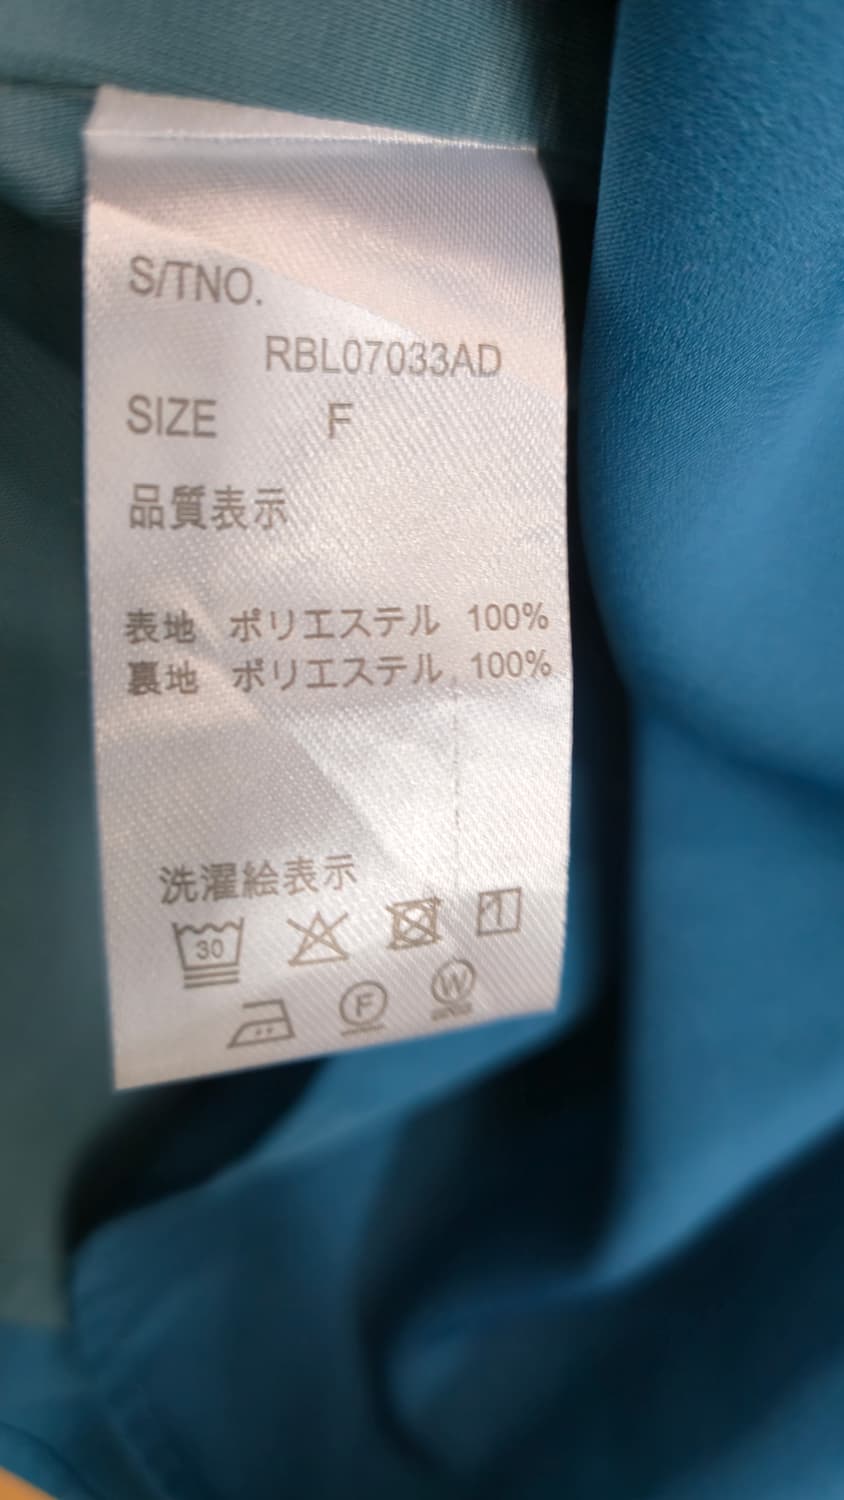 S/TNO.
RBL07033AD
SIZE F
品質表示
表地 ポリエステル 100%
裏地 ポリエステル 100%
洗濯絵表示
30
F W